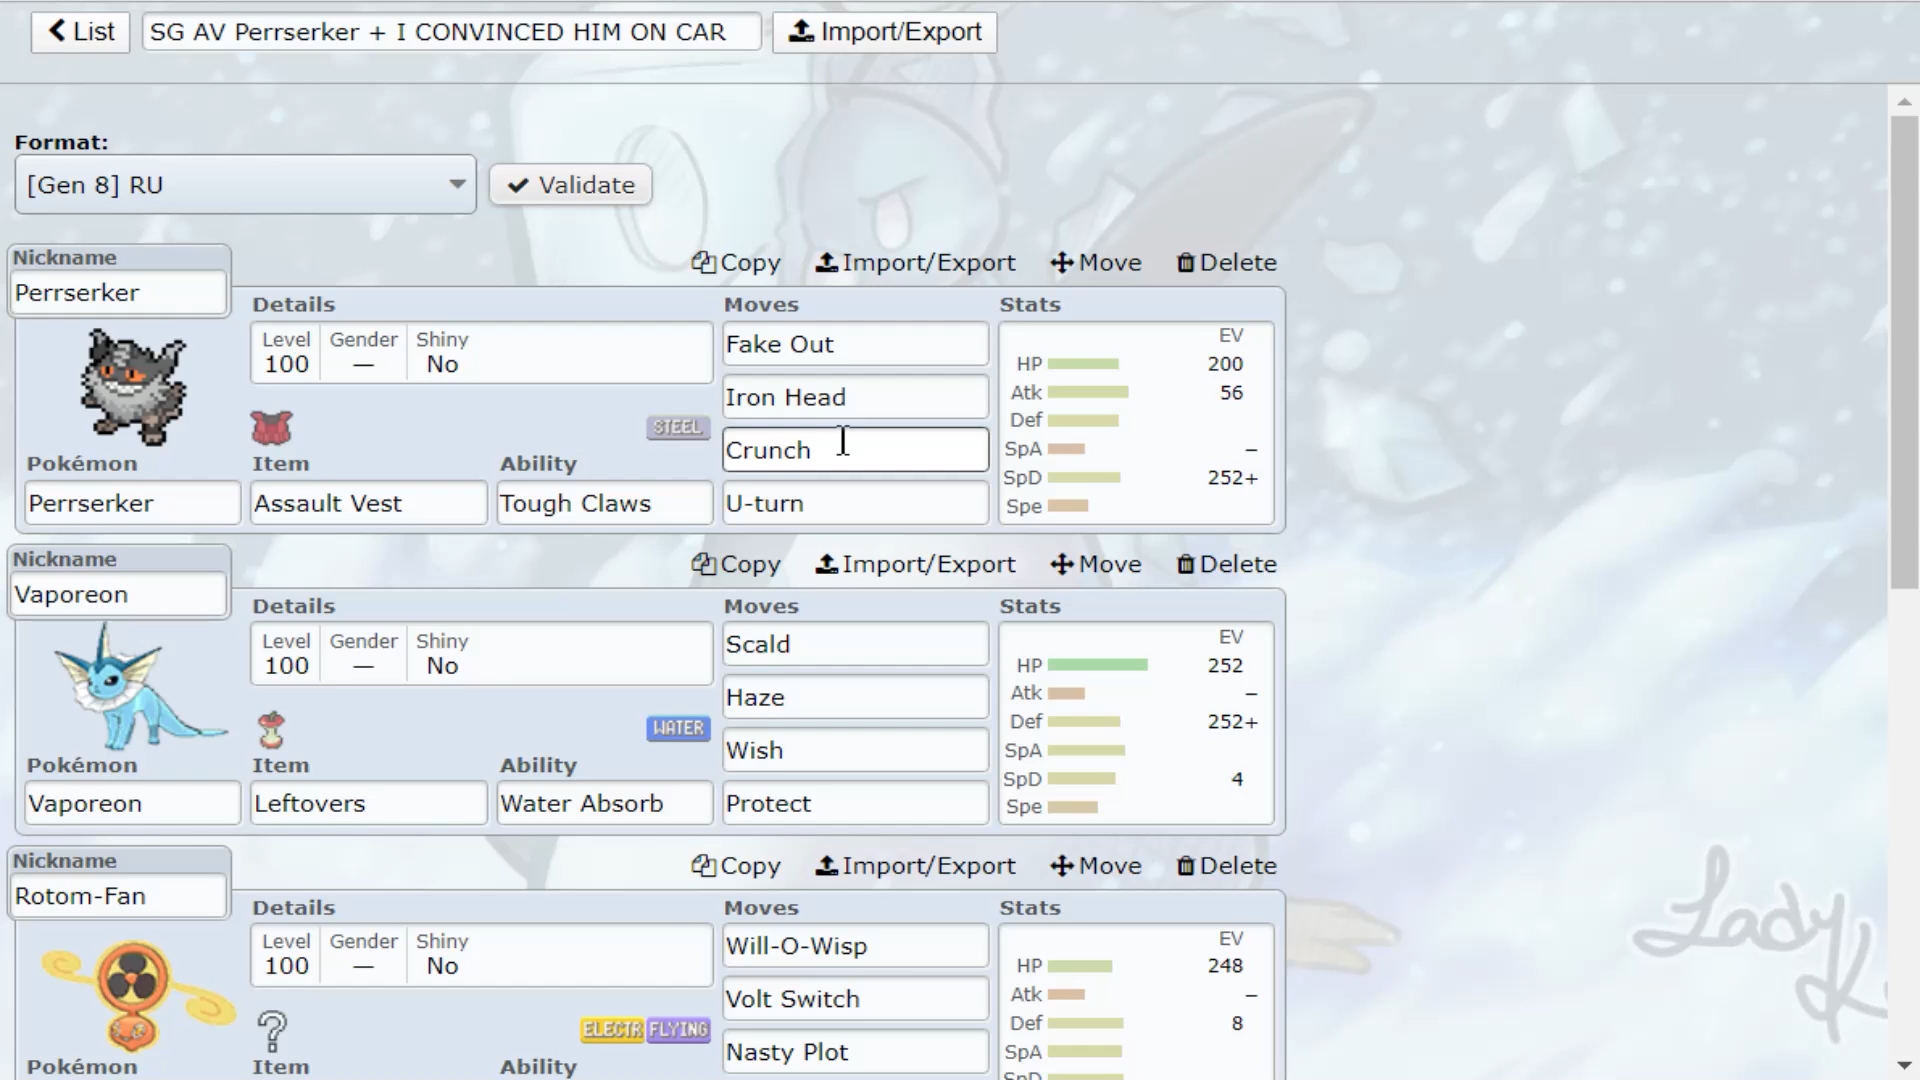 List
SG AV Perrserker + I CONVINCED HIM ON CAR
Import/Export
Format:
[Gen 8] RU
Validate
Nickname
Perrserker
Copy Import/Export Move Delete
Details
Moves
Stats
Level Gender Shiny
100 — No
Fake Out
Iron Head
Crunch
U-turn
EV
HP 200
Atk 56
Def
SpA –
SpD 252+
Spe
STEEL
Pokémon Item Ability
Perrserker Assault Vest Tough Claws
Nickname
Vaporeon
Copy Import/Export Move Delete
Details
Moves
Stats
Level Gender Shiny
100 — No
Scald
Haze
Wish
Protect
EV
HP 252
Atk –
Def 252+
SpA
SpD 4
Spe
WATER
Pokémon Item Ability
Vaporeon Leftovers Water Absorb
Nickname
Rotom-Fan
Copy Import/Export Move Delete
Details
Moves
Stats
Level Gender Shiny
100 — No
Will-O-Wisp
Volt Switch
Nasty Plot
EV
HP 248
Atk –
Def 8
SpA
SpD
ELECTR FLYING
Pokémon Item Ability
Lady
K